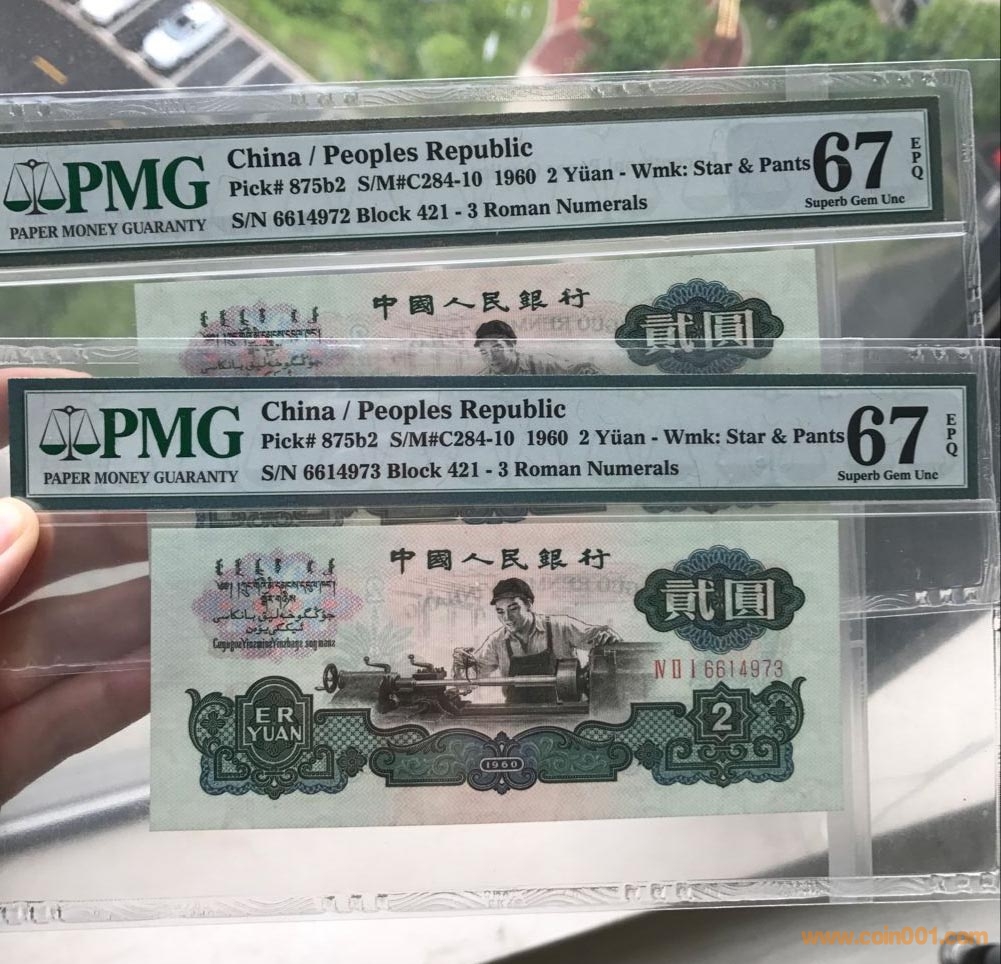 PMG
PAPER MONEY GUARANTY
China / Peoples Republic
Pick# 875b2 S/M#C284-10 1960 2 Yüan - Wmk: Star & Pants
S/N 6614972 Block 421 - 3 Roman Numerals
67
EPQ
Superb Gem Unc
中國人民銀行
貳圓
PMG
PAPER MONEY GUARANTY
China / Peoples Republic
Pick# 875b2 S/M#C284-10 1960 2 Yüan - Wmk: Star & Pants
S/N 6614973 Block 421 - 3 Roman Numerals
67
EPQ
Superb Gem Unc
中國人民銀行
貳圓
ⅣⅡⅠ6614973
ER
YUAN
2
1960
www.coin001.com